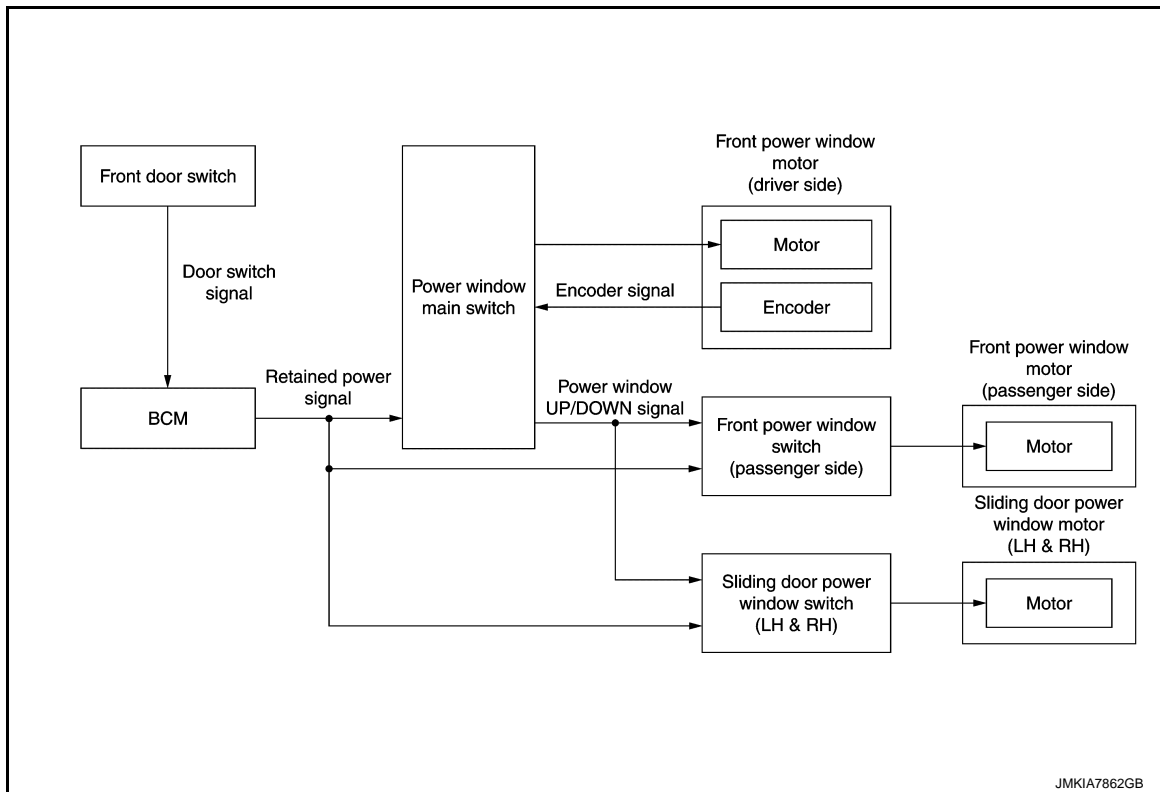 Front door switch
Door switch
signal
BCM
Retained power
signal
Power window
main switch
Front power window
motor
(driver side)
Motor
Encoder signal
Encoder
Power window
UP/DOWN signal
Front power window
switch
(passenger side)
Front power window
motor
(passenger side)
Motor
Sliding door power
window switch
(LH & RH)
Sliding door power
window motor
(LH & RH)
Motor
JMKIA7862GB